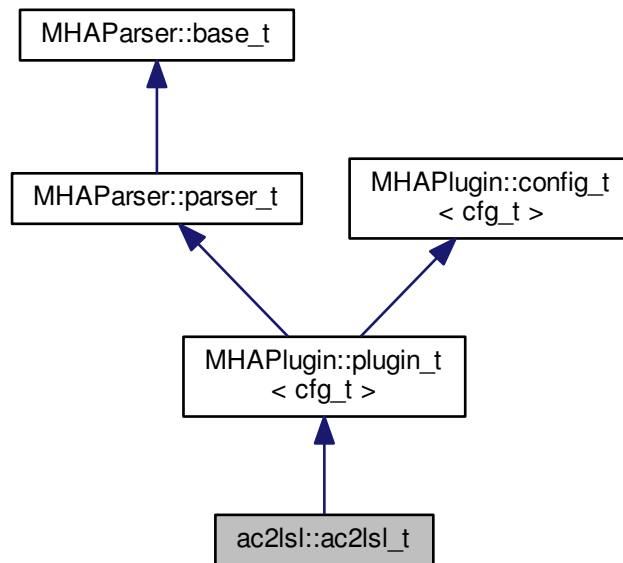 MHAParser::base_t
MHAParser::parser_t
MHAPlugin::config_t
< cfg_t >
MHAPlugin::plugin_t
< cfg_t >
ac2lsl::ac2lsl_t